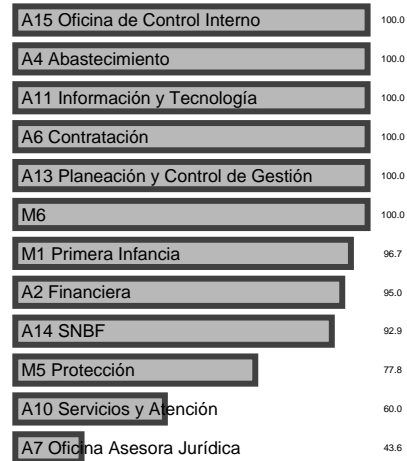 A15 Oficina de Control Interno 100.0
A4 Abastecimiento 100.0
A11 Información y Tecnología 100.0
A6 Contratación 100.0
A13 Planeación y Control de Gestión 100.0
M6 100.0
M1 Primera Infancia 96.7
A2 Financiera 95.0
A14 SNBF 92.9
M5 Protección 77.8
A10 Servicios y Atención 60.0
A7 Oficina Asesora Jurídica 43.6